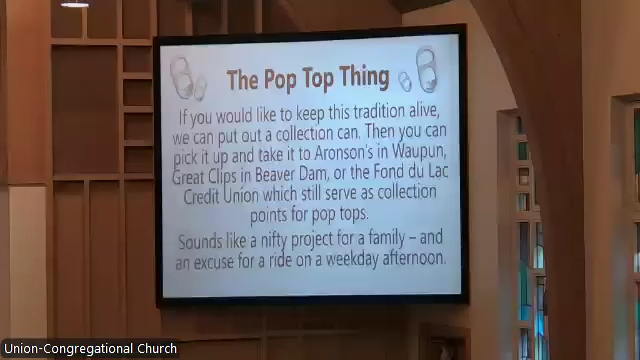 The Pop Top Thing
If you would like to keep this tradition alive,
we can put out a collection can. Then you can
pick it up and take it to Aronson's in Waupun,
Great Clips in Beaver Dam, or the Fond du Lac
Credit Union which still serve as collection
points for pop tops.
Sounds like a nifty project for a family – and
an excuse for a ride on a weekday afternoon.
Union-Congregational Church